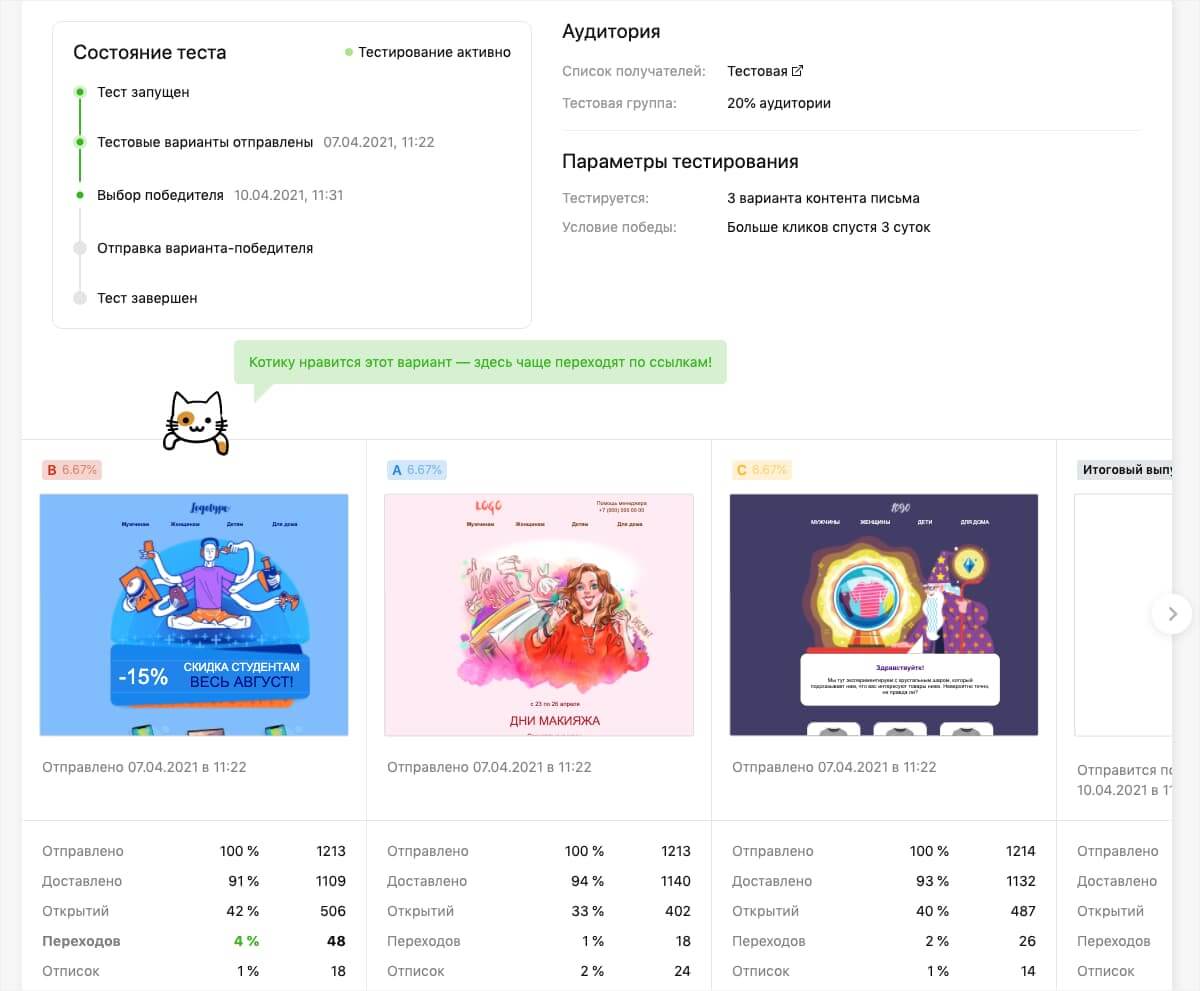 Состояние теста
Тестирование активно
Тест запущен
Тестовые варианты отправлены 07.04.2021, 11:22
Выбор победителя 10.04.2021, 11:31
Отправка варианта-победителя
Тест завершен
Аудитория
Список получателей: Тестовая
Тестовая группа: 20% аудитории
Параметры тестирования
Тестируется: 3 варианта контента письма
Условие победы: Больше кликов спустя 3 суток
Котику нравится этот вариант — здесь чаще переходят по ссылкам!
B 6.67%
Logotype
Мужчинам Женщинам Детям Для дома
-15% СКИДКА СТУДЕНТАМ
ВЕСЬ АВГУСТ!
Отправлено 07.04.2021 в 11:22
Отправлено 100 % 1213
Доставлено 91 % 1109
Открытий 42 % 506
Переходов 4 % 48
Отписок 1 % 18
A 6.67%
LOGO
Помощь менеджера
+7 (000) 000 00 00
Мужчинам Женщинам Детям Для дома
с 23 по 26 апреля
ДНИ МАКИЯЖА
Отправлено 07.04.2021 в 11:22
Отправлено 100 % 1213
Доставлено 94 % 1140
Открытий 33 % 402
Переходов 1 % 18
Отписок 2 % 24
C 6.67%
LOGO
МУЖЧИНЫ ЖЕНЩИНЫ ДЕТИ ДЛЯ ДОМА
Здравствуйте!
Мы тут экспериментируем с хрустальным шаром, который
подсказывает нам, что вас интересуют товары ниже. Невероятно точно,
не правда ли?
Отправлено 07.04.2021 в 11:22
Отправлено 100 % 1214
Доставлено 93 % 1132
Открытий 40 % 487
Переходов 2 % 26
Отписок 1 % 14
Итоговый выпу
Отправится по
10.04.2021 в 11
Отправлено
Доставлено
Открытий
Переходов
Отписок